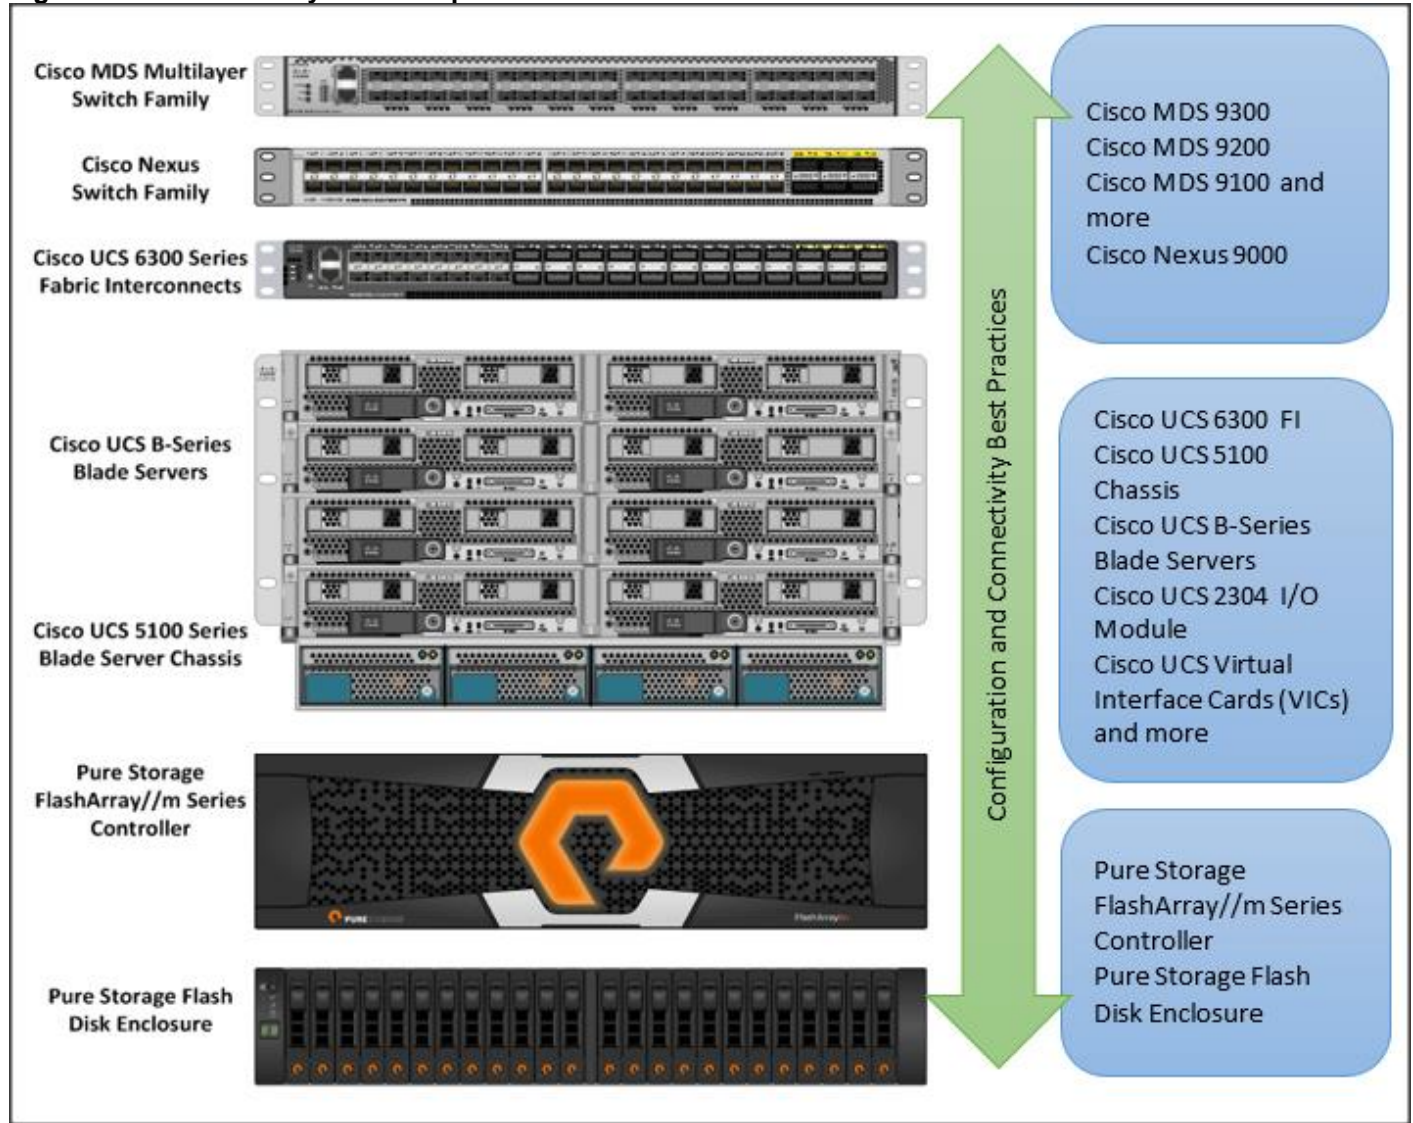 Cisco MDS Multilayer
Switch Family
Cisco Nexus
Switch Family
Cisco UCS 6300 Series
Fabric Interconnects
Cisco UCS B-Series
Blade Servers
Cisco UCS 5100 Series
Blade Server Chassis
Pure Storage
FlashArray//m Series
Controller
Pure Storage Flash
Disk Enclosure
PURE
FlashArray//m
Configuration and Connectivity Best Practices
Cisco MDS 9300
Cisco MDS 9200
Cisco MDS 9100 and
more
Cisco Nexus 9000
Cisco UCS 6300 FI
Cisco UCS 5100
Chassis
Cisco UCS B-Series
Blade Servers
Cisco UCS 2304 I/O
Module
Cisco UCS Virtual
Interface Cards (VICs)
and more
Pure Storage
FlashArray//m Series
Controller
Pure Storage Flash
Disk Enclosure